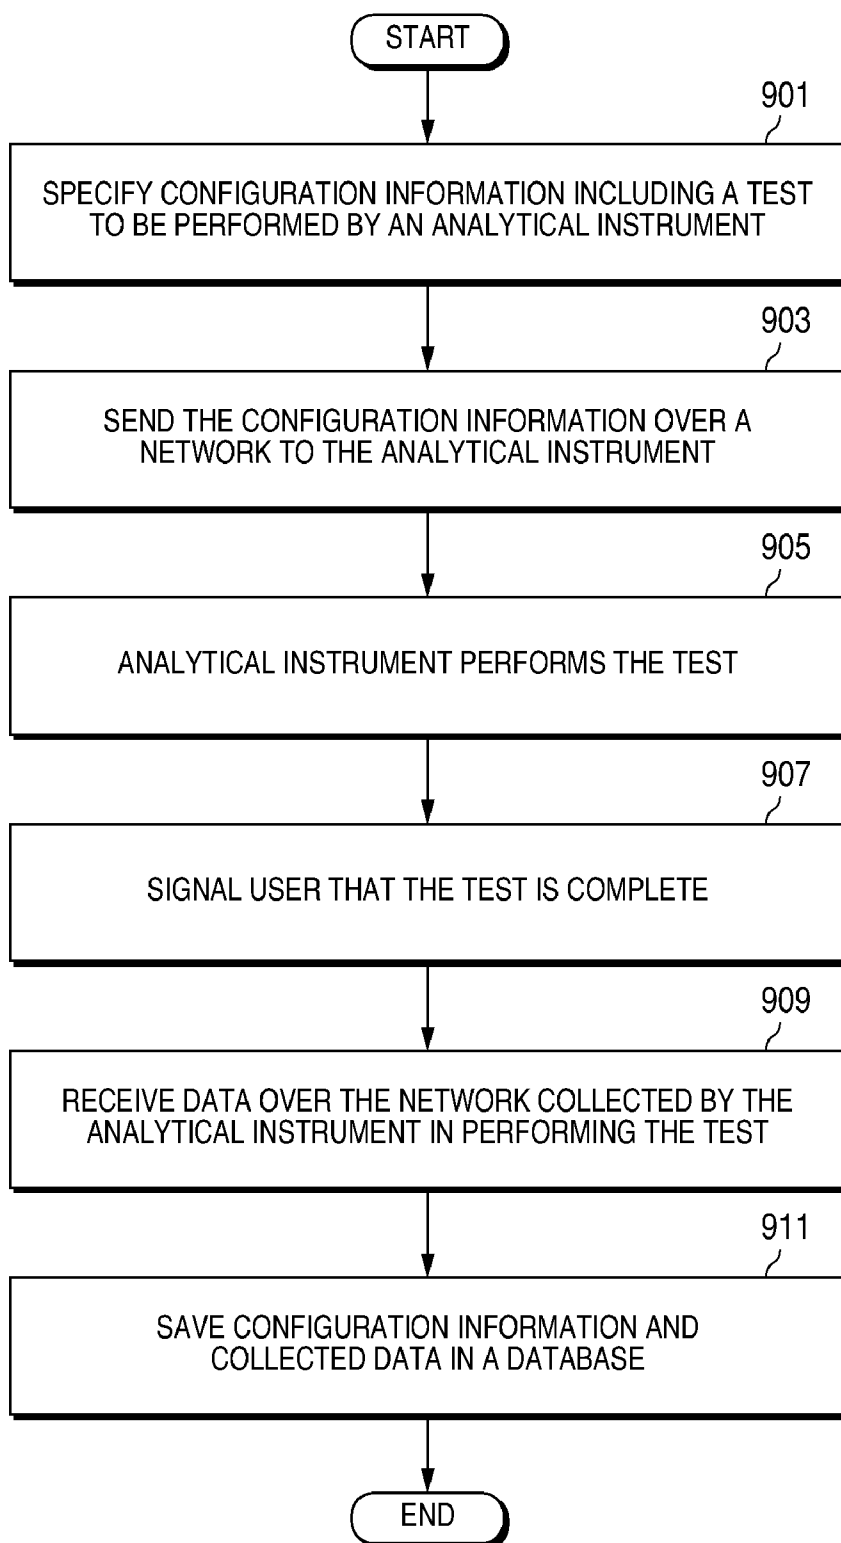 START
901
SPECIFY CONFIGURATION INFORMATION INCLUDING A TEST
TO BE PERFORMED BY AN ANALYTICAL INSTRUMENT
903
SEND THE CONFIGURATION INFORMATION OVER A
NETWORK TO THE ANALYTICAL INSTRUMENT
905
ANALYTICAL INSTRUMENT PERFORMS THE TEST
907
SIGNAL USER THAT THE TEST IS COMPLETE
909
RECEIVE DATA OVER THE NETWORK COLLECTED BY THE
ANALYTICAL INSTRUMENT IN PERFORMING THE TEST
911
SAVE CONFIGURATION INFORMATION AND
COLLECTED DATA IN A DATABASE
END